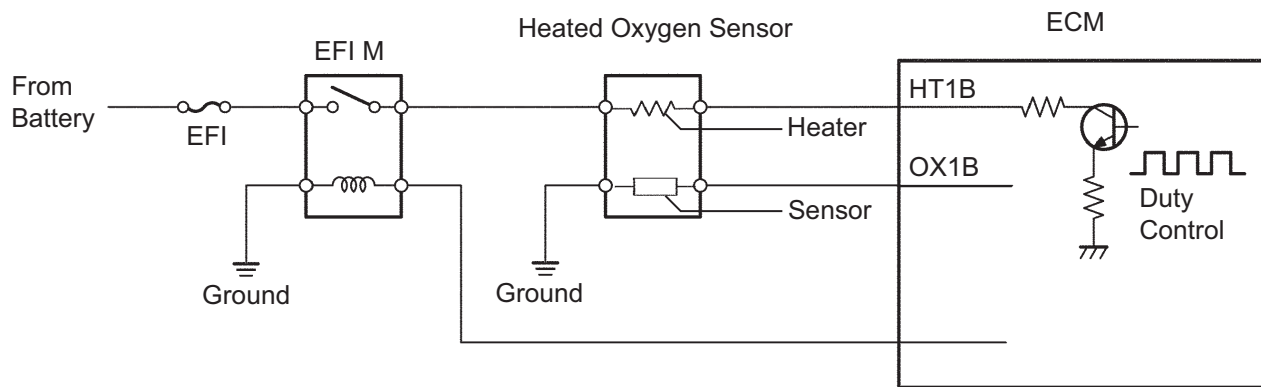 Heated Oxygen Sensor
ECM
EFI M
From
Battery
EFI
HT1B
Heater
OX1B
Sensor
Duty
Control
Ground
Ground